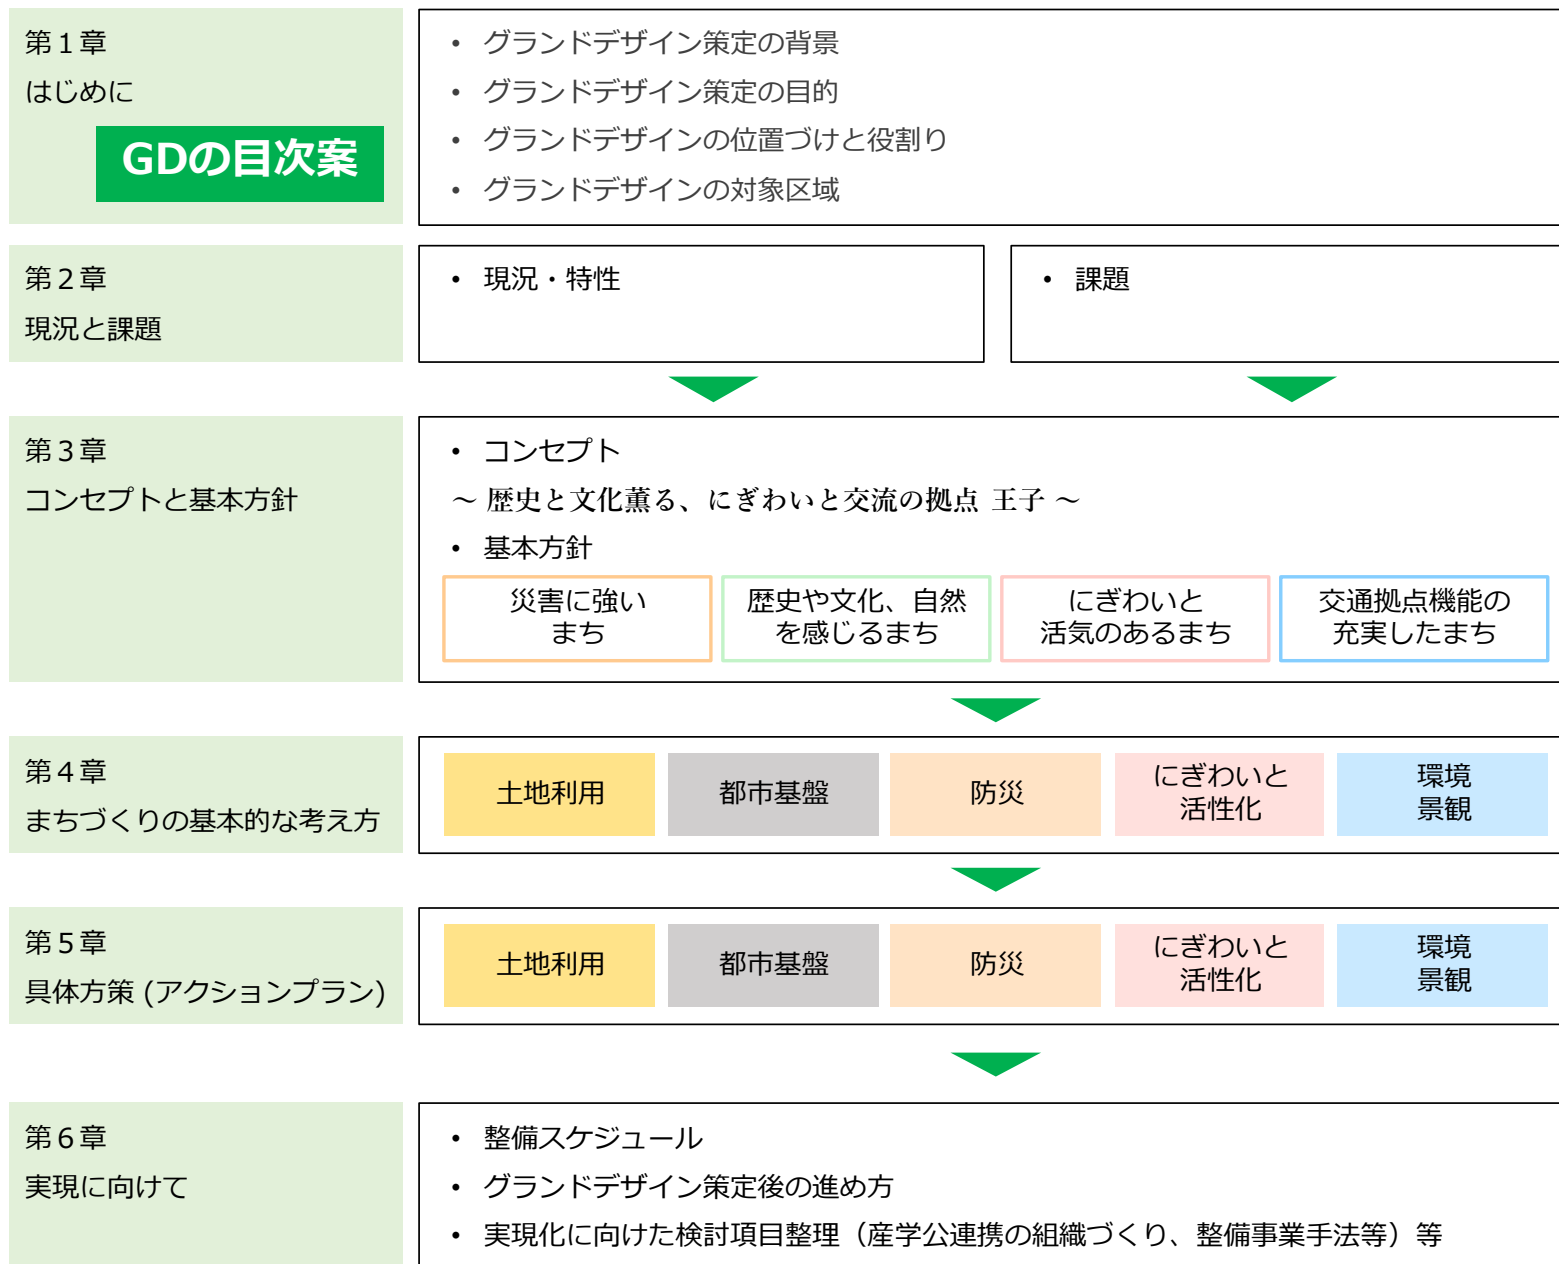 第１章
はじめに
GDの目次案
• グランドデザイン策定の背景
• グランドデザイン策定の目的
• グランドデザインの位置づけと役割り
• グランドデザインの対象区域
第２章
現況と課題
• 現況・特性
• 課題
第３章
コンセプトと基本方針
• コンセプト
～ 歴史と文化薫る、にぎわいと交流の拠点 王子 ～
• 基本方針
災害に強い
まち
歴史や文化、自然
を感じるまち
にぎわいと
活気のあるまち
交通拠点機能の
充実したまち
第４章
まちづくりの基本的な考え方
土地利用
都市基盤
防災
にぎわいと
活性化
環境
景観
第５章
具体方策 (アクションプラン)
土地利用
都市基盤
防災
にぎわいと
活性化
環境
景観
第６章
実現に向けて
• 整備スケジュール
• グランドデザイン策定後の進め方
• 実現化に向けた検討項目整理（産学公連携の組織づくり、整備事業手法等）等